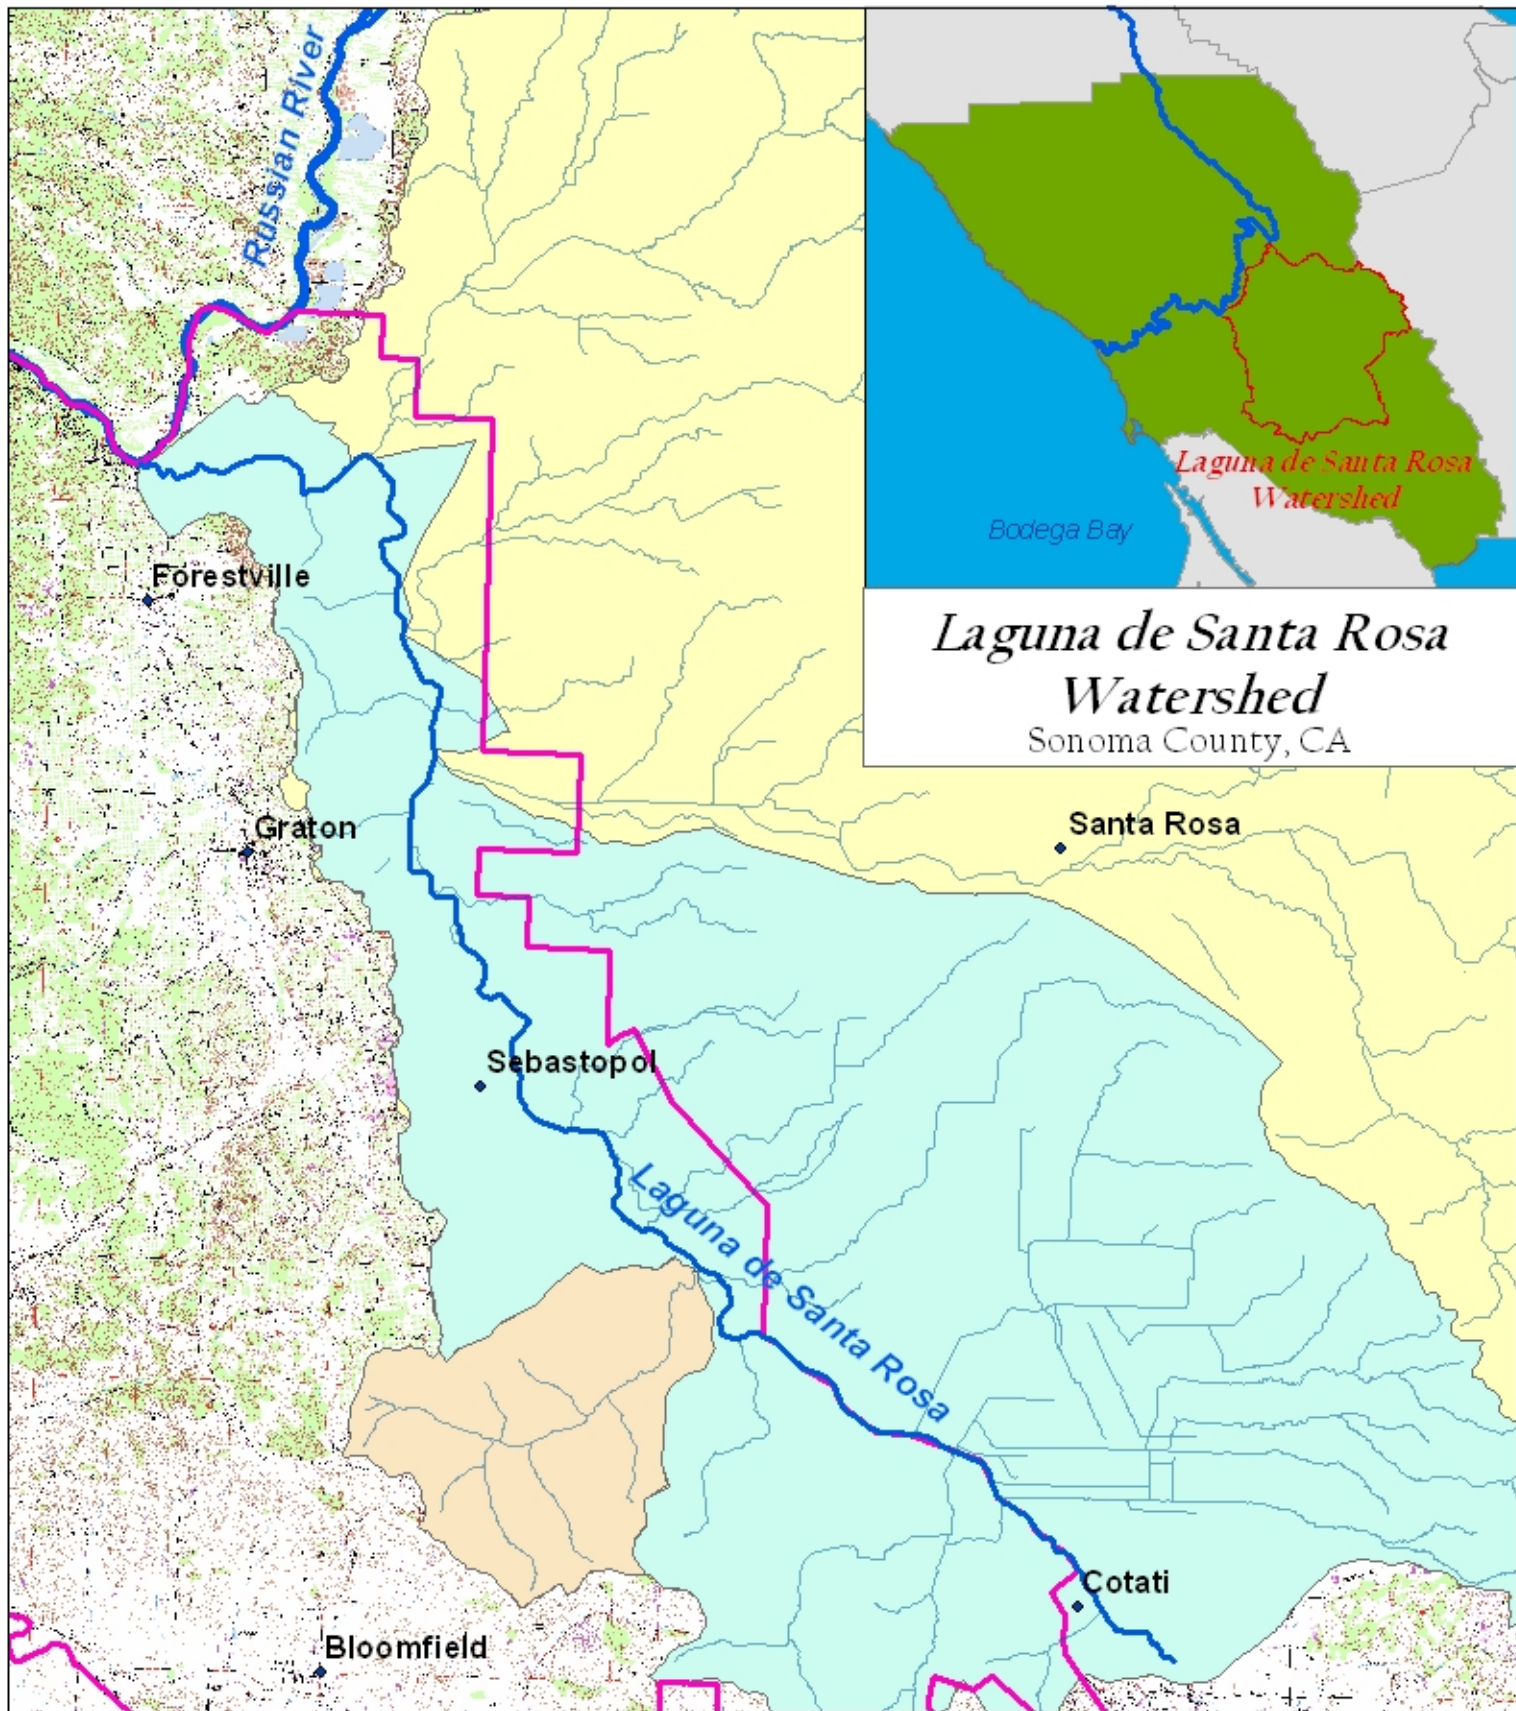 Russian River
Laguna de Santa Rosa
Watershed
Bodega Bay
Laguna de Santa Rosa
Watershed
Sonoma County, CA
Forestville
Graton
Santa Rosa
Sebastopol
Laguna de Santa Rosa
Cotati
Bloomfield